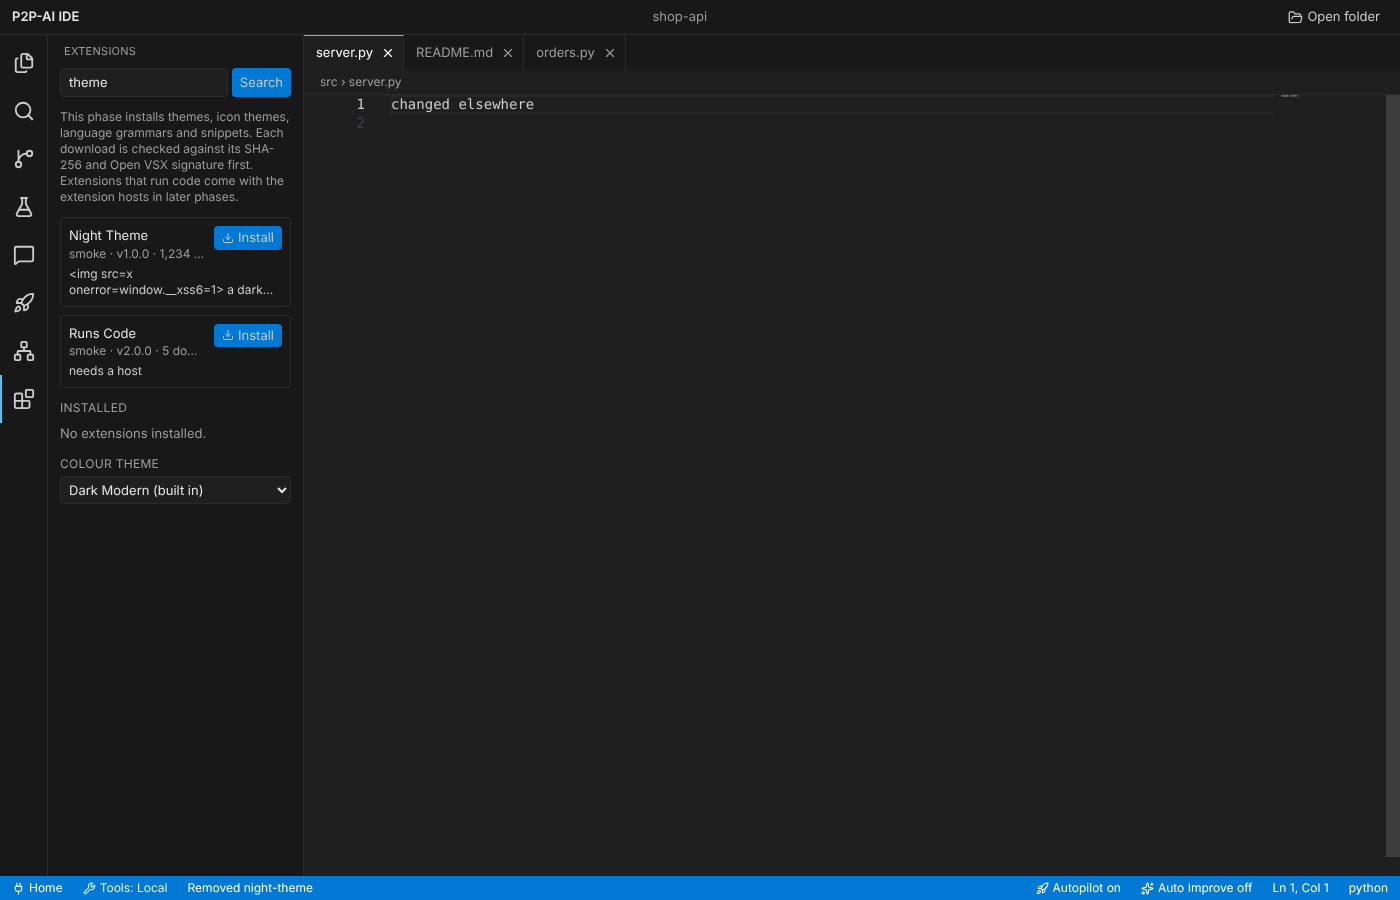 P2P-AI IDE
shop-api
Open folder
EXTENSIONS
theme
Search
This phase installs themes, icon themes,
language grammars and snippets. Each
download is checked against its SHA-
256 and Open VSX signature first.
Extensions that run code come with the
extension hosts in later phases.
Night Theme
Install
smoke · v1.0.0 · 1,234 ...
<img src=x
onerror=window.__xss6=1> a dark...
Runs Code
Install
smoke · v2.0.0 · 5 do...
needs a host
INSTALLED
No extensions installed.
COLOUR THEME
Dark Modern (built in)
server.py
README.md
orders.py
src › server.py
1 changed elsewhere
2
Home
Tools: Local
Removed night-theme
Autopilot on
Auto Improve off
Ln 1, Col 1
python